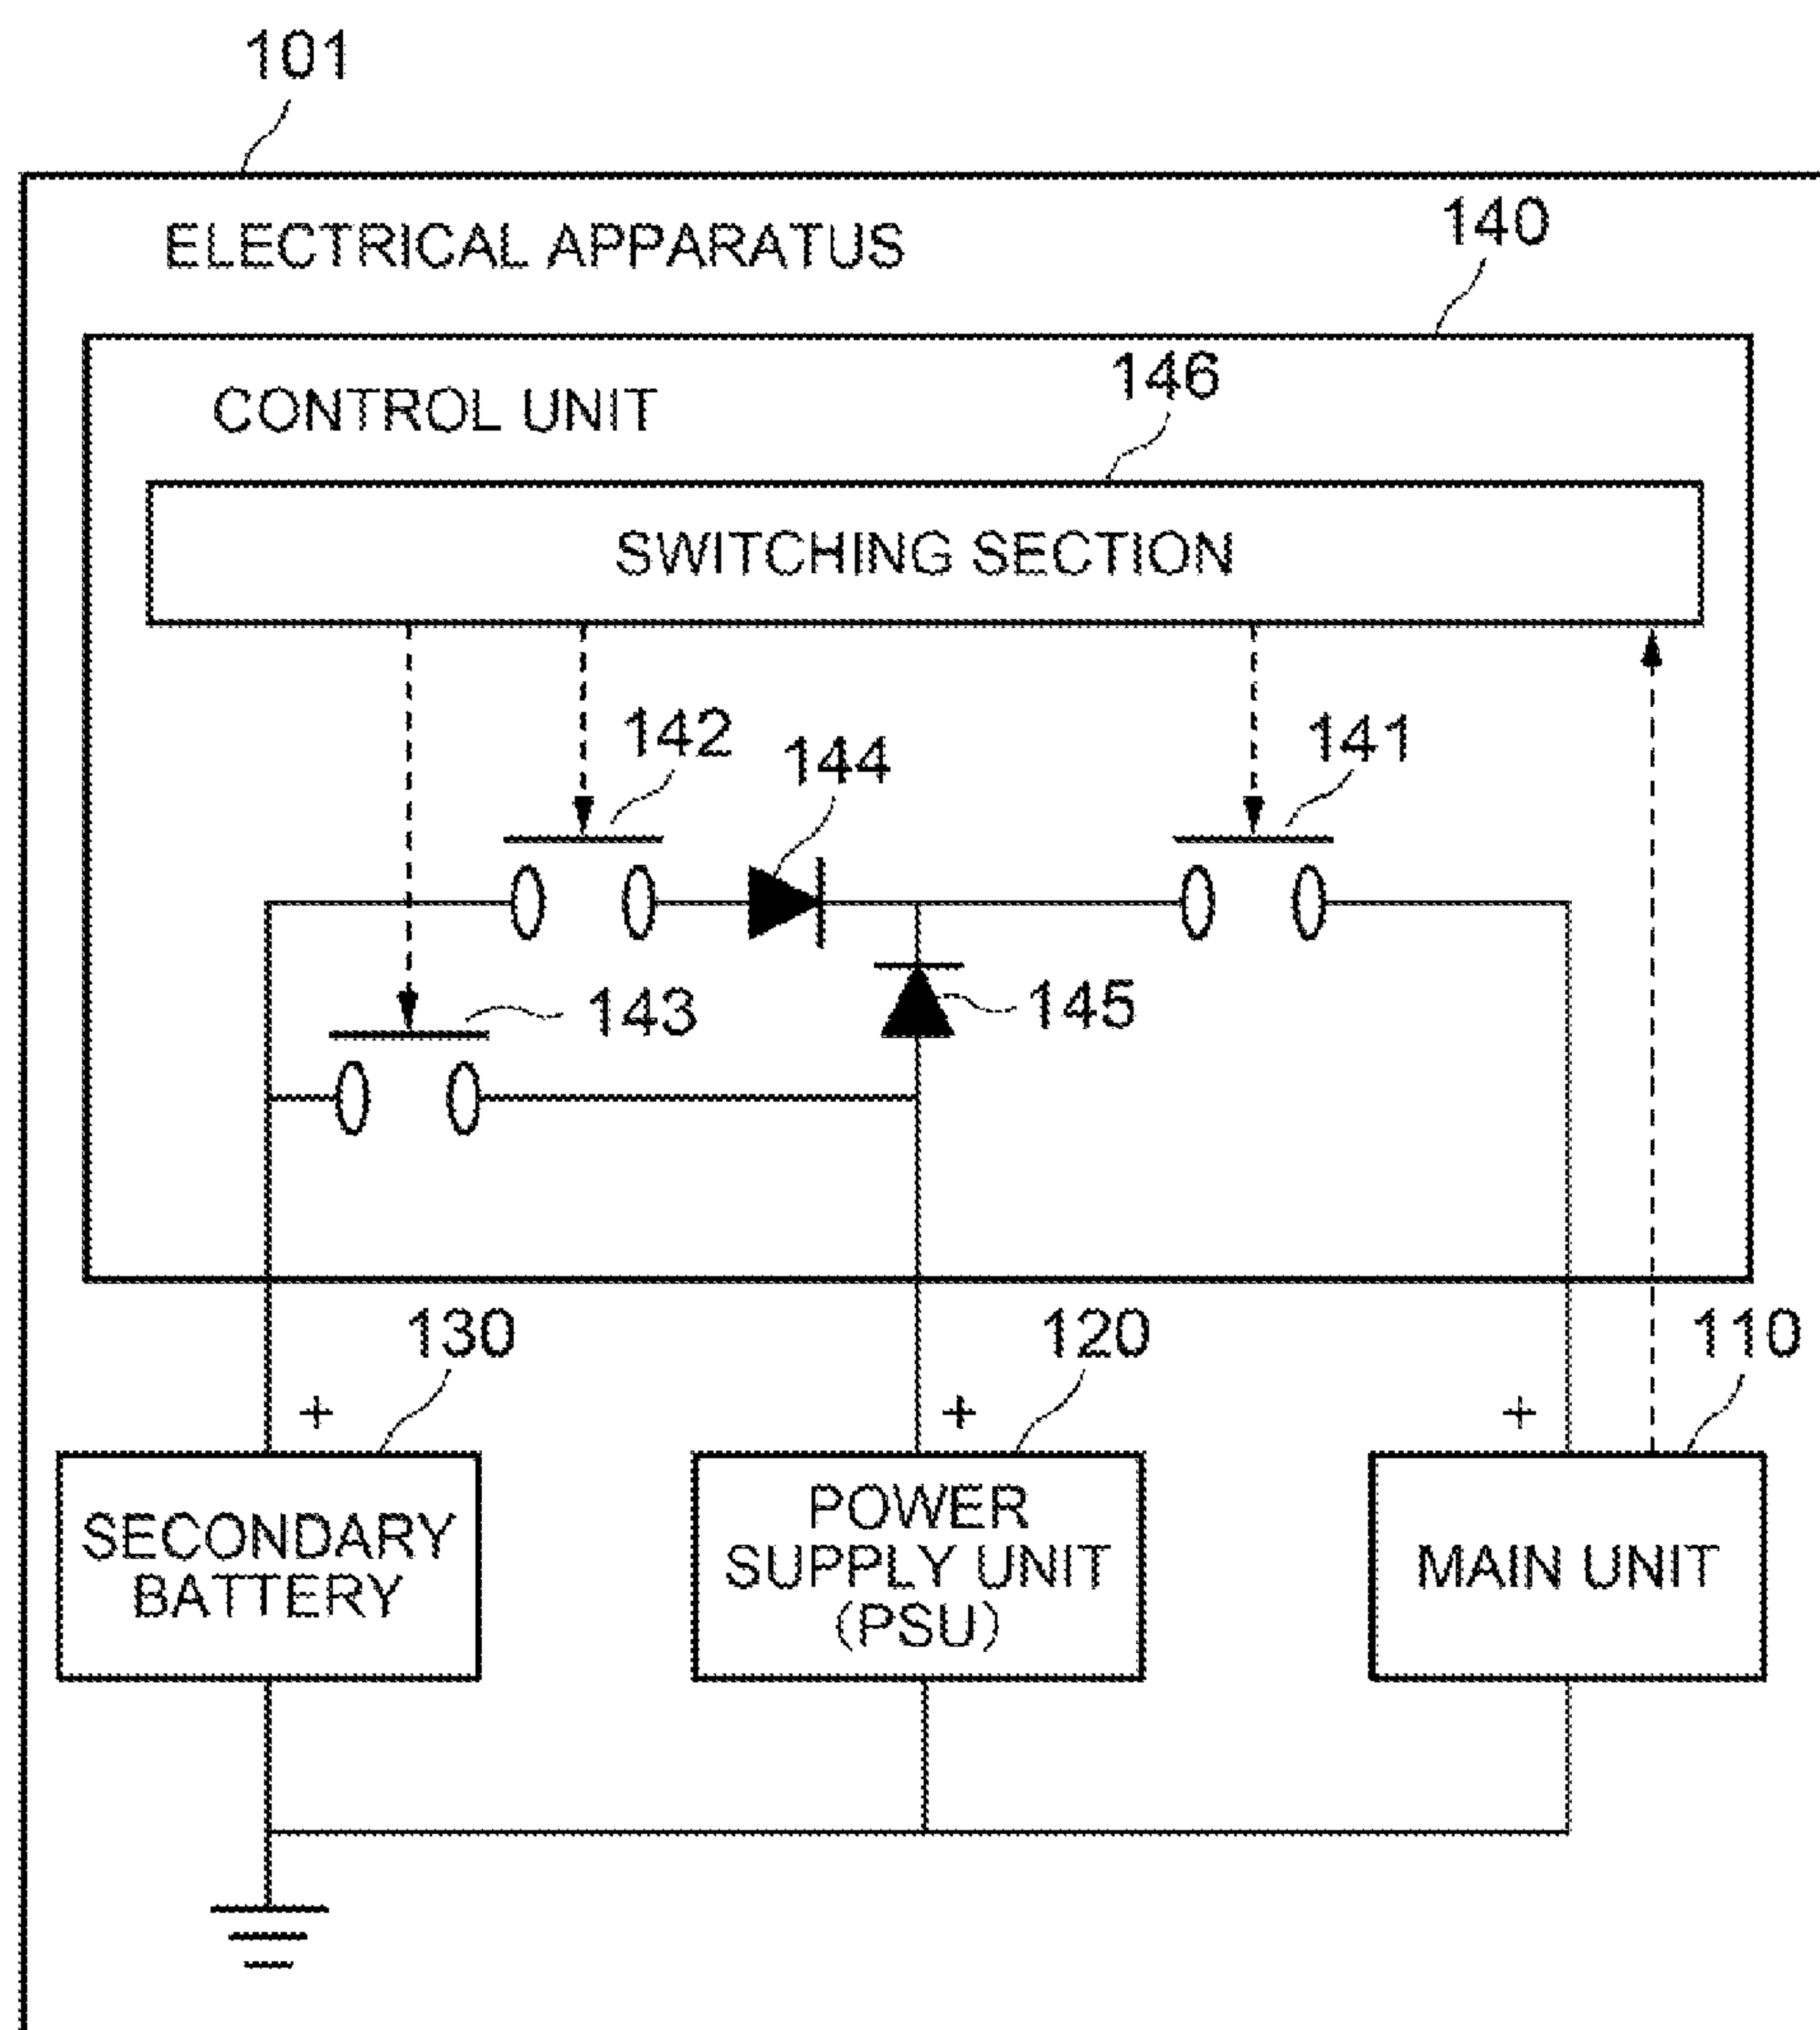 101
ELECTRICAL APPARATUS
140
CONTROL UNIT
146
SWITCHING SECTION
142
144
141
143
145
130
120
110
+
+
+
SECONDARY
BATTERY
POWER
SUPPLY UNIT
(PSU)
MAIN UNIT